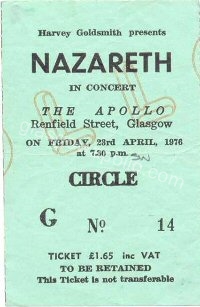 Harvey Goldsmith presents
NAZARETH
IN CONCERT
THE APOLLO
Renfield Street, Glasgow
ON FRIDAY, 23rd APRIL, 1976
at 7.30 p.m.
CIRCLE
G No 14
TICKET £1.65 inc VAT
TO BE RETAINED
This Ticket is not transferable